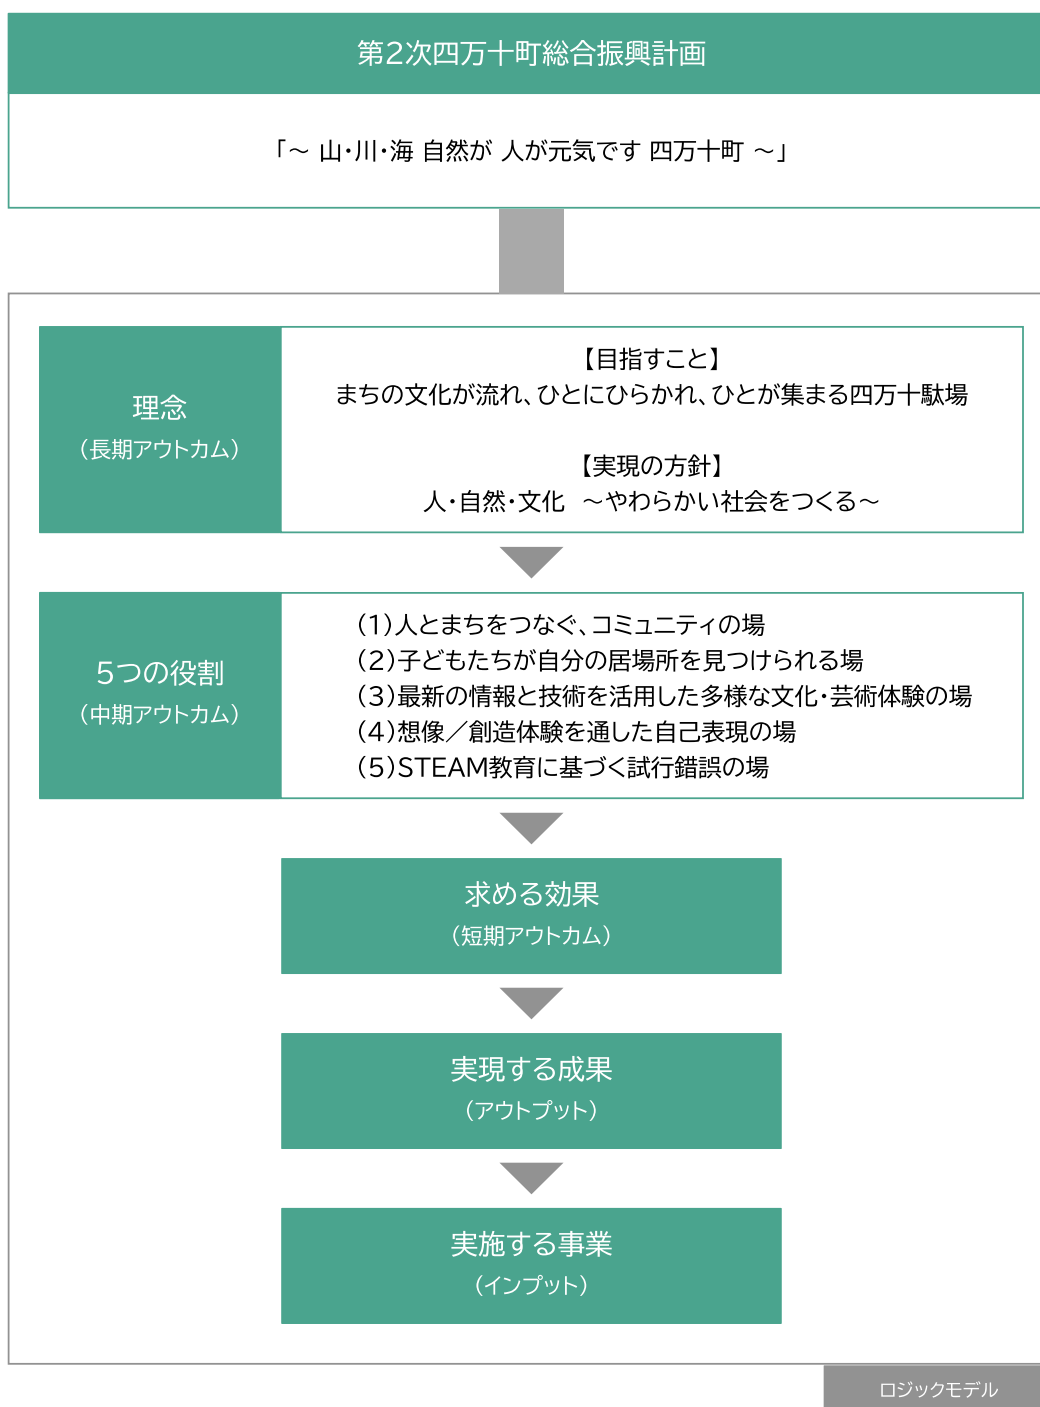 第2次四万十町総合振興計画
「～ 山・川・海 自然が 人が元気です 四万十町 ～」
理念
（長期アウトカム）
【目指すこと】
まちの文化が流れ、ひとにひらかれ、ひとが集まる四万十駄場
【実現の方針】
人・自然・文化　～やわらかい社会をつくる～
5つの役割
（中期アウトカム）
（1）人とまちをつなぐ、コミュニティの場
（2）子どもたちが自分の居場所を見つけられる場
（3）最新の情報と技術を活用した多様な文化・芸術体験の場
（4）想像／創造体験を通した自己表現の場
（5）STEAM教育に基づく試行錯誤の場
求める効果
（短期アウトカム）
実現する成果
（アウトプット）
実施する事業
（インプット）
ロジックモデル